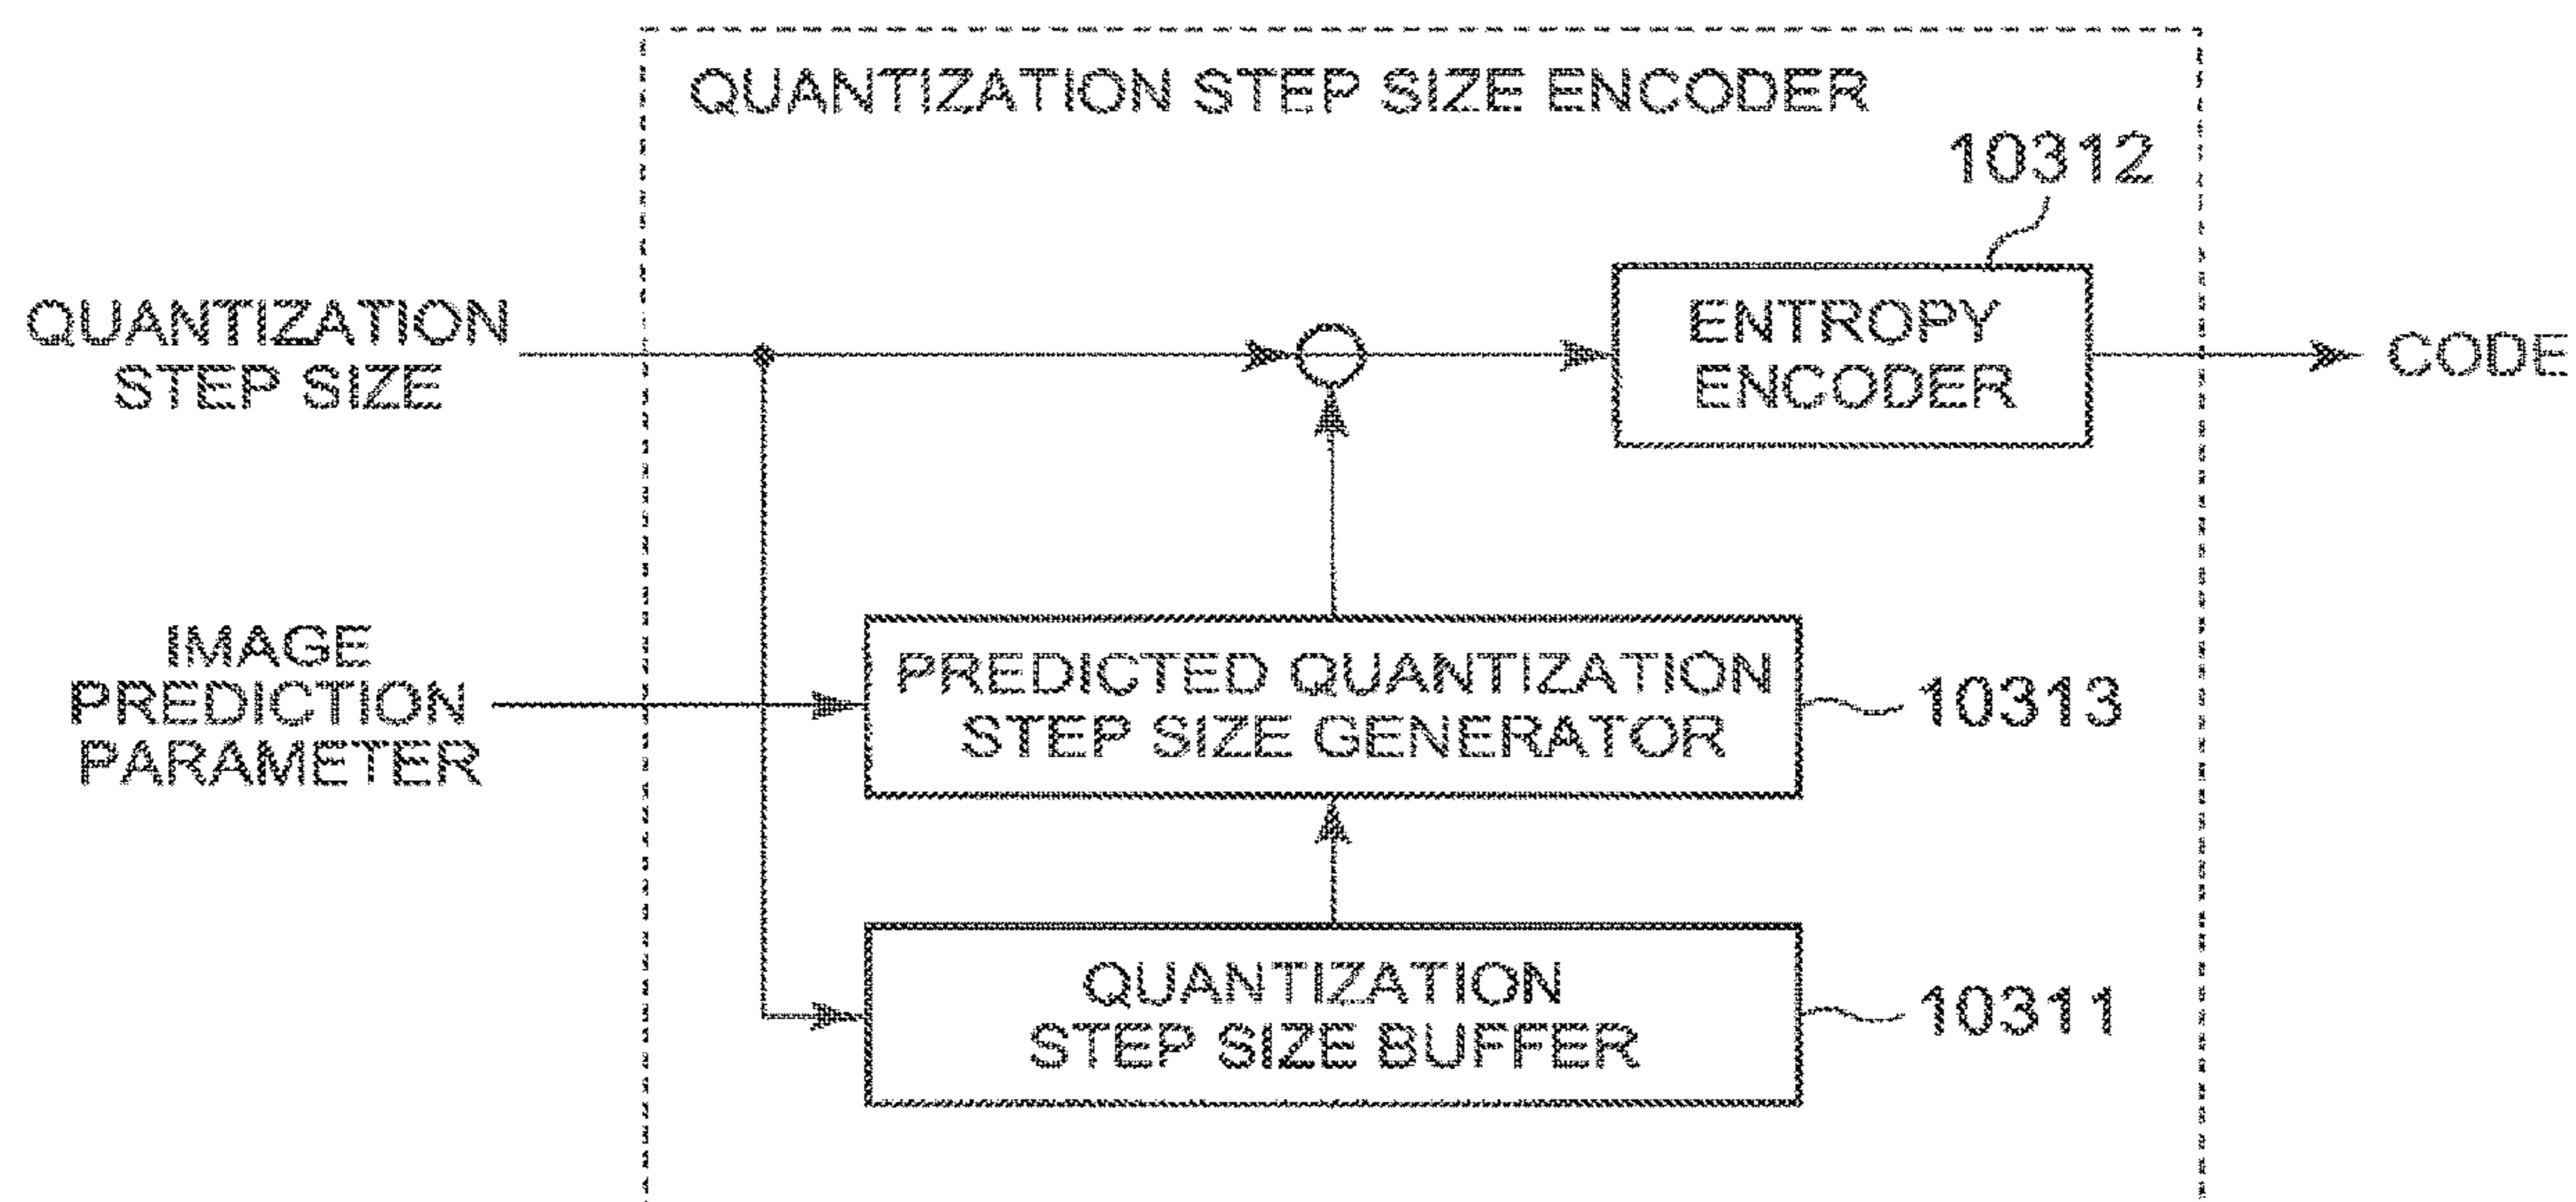 QUANTIZATION STEP SIZE ENCODER
10312
QUANTIZATION
STEP SIZE
ENTROPY
ENCODER
CODE
IMAGE
PREDICTION
PARAMETER
PREDICTED QUANTIZATION
STEP SIZE GENERATOR
10313
QUANTIZATION
STEP SIZE BUFFER
10311